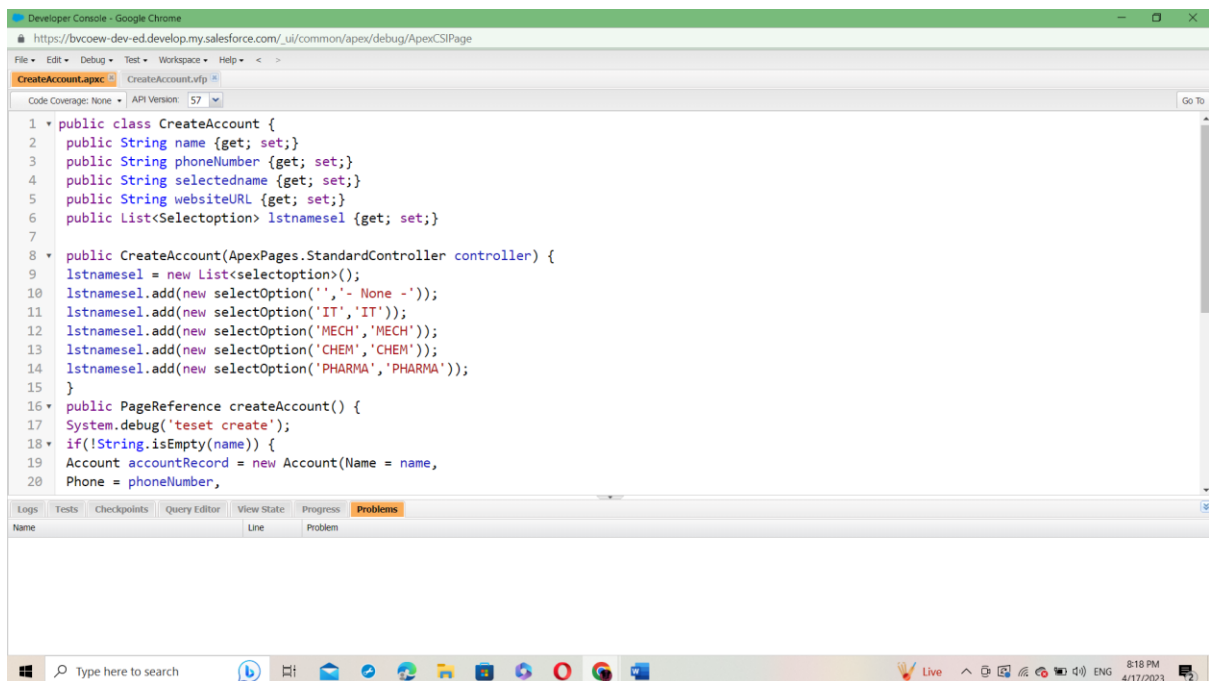 Developer Console - Google Chrome
https://bvcoew-dev-ed.develop.my.salesforce.com/_ui/common/apex/debug/ApexCSIPage
File Edit Debug Test Workspace Help < >
CreateAccount.apxc CreateAccount.vfp
Code Coverage: None API Version: 57 Go To
1 public class CreateAccount {
2 public String name {get; set;}
3 public String phoneNumber {get; set;}
4 public String selectedname {get; set;}
5 public String websiteURL {get; set;}
6 public List<Selectoption> lstnamesel {get; set;}
7
8 public CreateAccount(ApexPages.StandardController controller) {
9 lstnamesel = new List<selectoption>();
10 lstnamesel.add(new selectOption('','- None -'));
11 lstnamesel.add(new selectOption('IT','IT'));
12 lstnamesel.add(new selectOption('MECH','MECH'));
13 lstnamesel.add(new selectOption('CHEM','CHEM'));
14 lstnamesel.add(new selectOption('PHARMA','PHARMA'));
15 }
16 public PageReference createAccount() {
17 System.debug('teset create');
18 if(!String.isEmpty(name)) {
19 Account accountRecord = new Account(Name = name,
20 Phone = phoneNumber,
Logs Tests Checkpoints Query Editor View State Progress Problems
Name Line Problem
Type here to search Live ENG 8:18 PM
4/17/2023